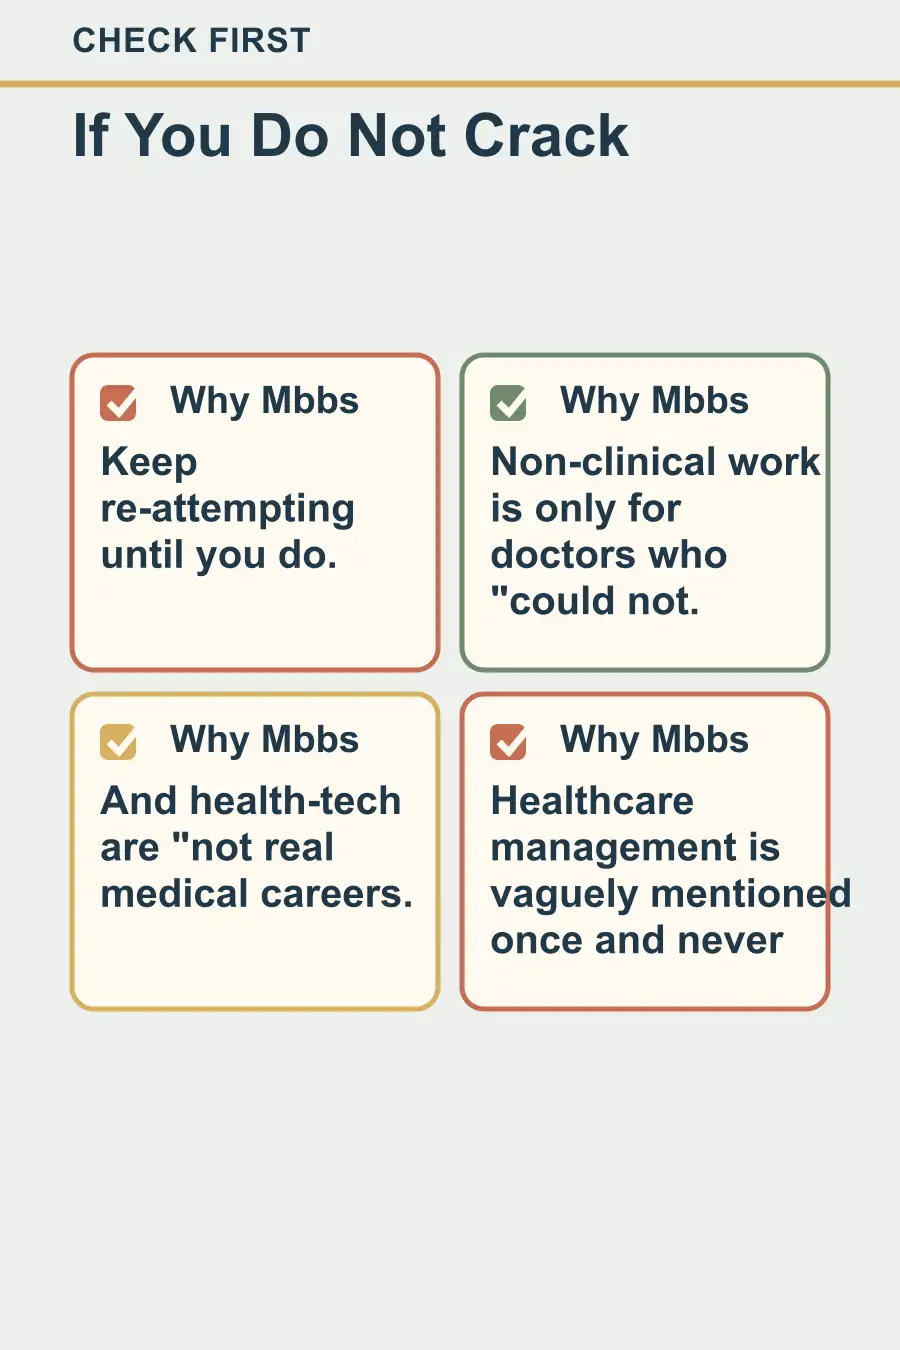 CHECK FIRST
If You Do Not Crack
Why Mbbs
Keep
re-attempting
until you do.
Why Mbbs
Non-clinical work
is only for
doctors who
"could not.
Why Mbbs
And health-tech
are "not real
medical careers.
Why Mbbs
Healthcare
management is
vaguely mentioned
once and never